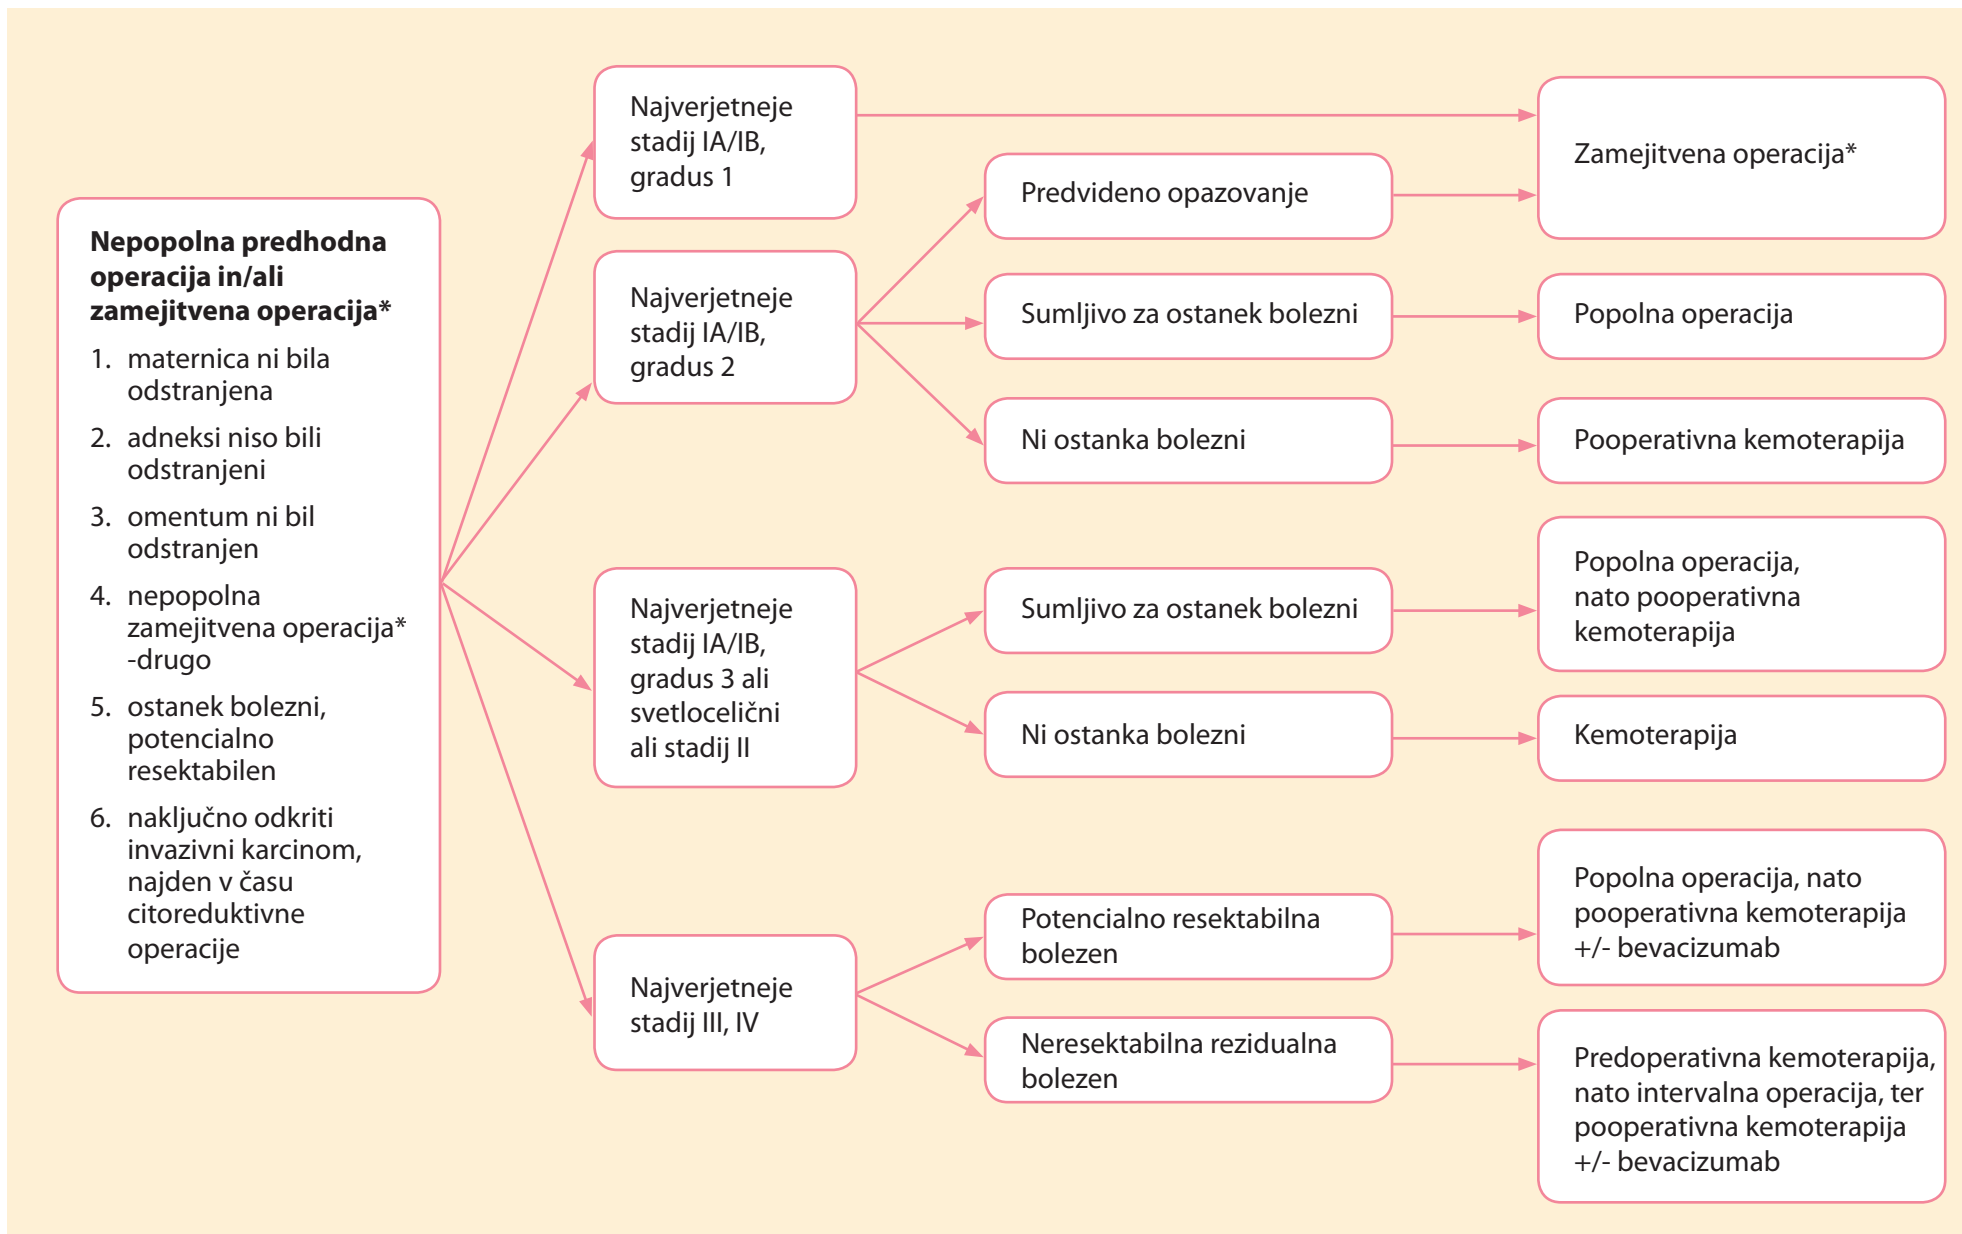 Nepopolna predhodna
operacija in/ali
zamejitvena operacija*
1. maternica ni bila
odstranjena
2. adneksi niso bili
odstranjeni
3. omentum ni bil
odstranjen
4. nepopolna
zamejitvena operacija*
-drugo
5. ostanek bolezni,
potencialno
resektabilen
6. naključno odkriti
invazivni karcinom,
najden v času
citoreduktivne
operacije
Najverjetneje
stadij IA/IB,
gradus 1
Zamejitvena operacija*
Najverjetneje
stadij IA/IB,
gradus 2
Predvideno opazovanje
Sumljivo za ostanek bolezni
Popolna operacija
Ni ostanka bolezni
Pooperativna kemoterapija
Najverjetneje
stadij IA/IB,
gradus 3 ali
svetlocelični
ali stadij II
Sumljivo za ostanek bolezni
Popolna operacija,
nato pooperativna
kemoterapija
Ni ostanka bolezni
Kemoterapija
Najverjetneje
stadij III, IV
Potencialno resektabilna
bolezen
Popolna operacija, nato
pooperativna kemoterapija
+/- bevacizumab
Neresektabilna rezidualna
bolezen
Predoperativna kemoterapija,
nato intervalna operacija, ter
pooperativna kemoterapija
+/- bevacizumab